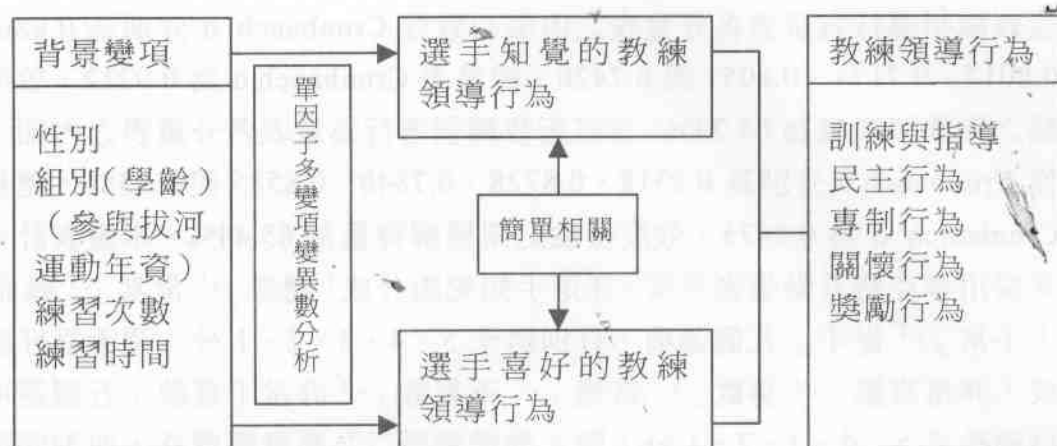 背景變項
性別
組別(學齡)
(參與拔河
運動年資)
練習次數
練習時間
單因子多變項變異數分析
選手知覺的教練
領導行為
簡單相關
選手喜好的教練
領導行為
教練領導行為
訓練與指導
民主行為
專制行為
關懷行為
獎勵行為